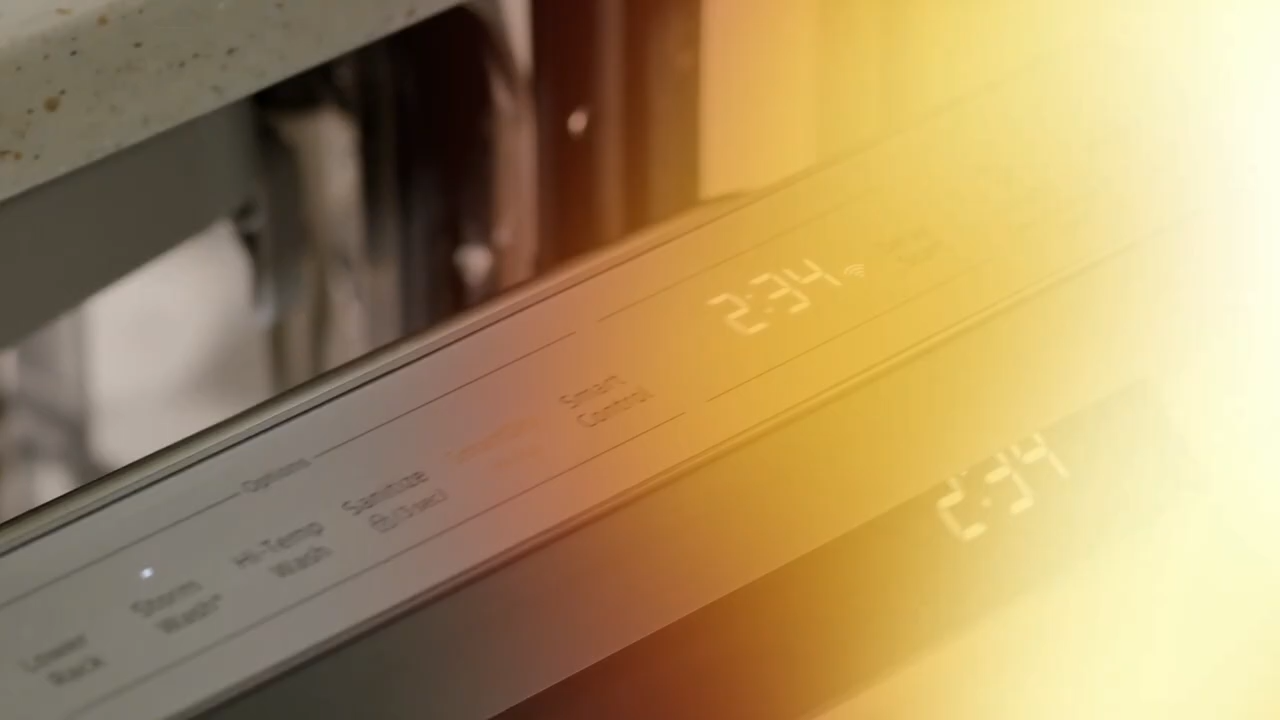 2:34
2:34
Smart
Control
Options
Sanitize
Hi-Temp
Wash
Storm
Wash+
Lower
Rack